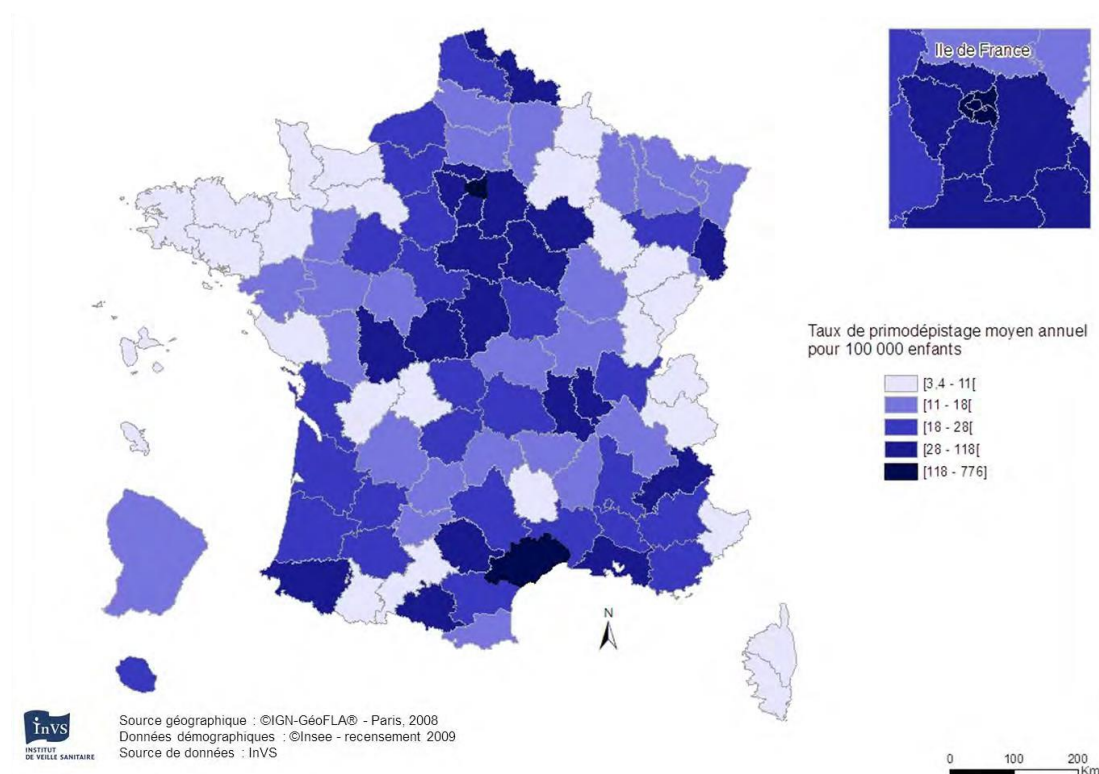 Ile de France
Taux de primodépistage moyen annuel
pour 100 000 enfants
[3,4 - 11[
[11 - 18[
[18 - 28[
[28 - 118[
[118 - 776]
N
InVS
INSTITUT
DE VEILLE SANITAIRE
Source géographique : ©IGN-GéoFLA® - Paris, 2008
Données démographiques : ©Insee - recensement 2009
Source de données : InVS
0 100 200
Km